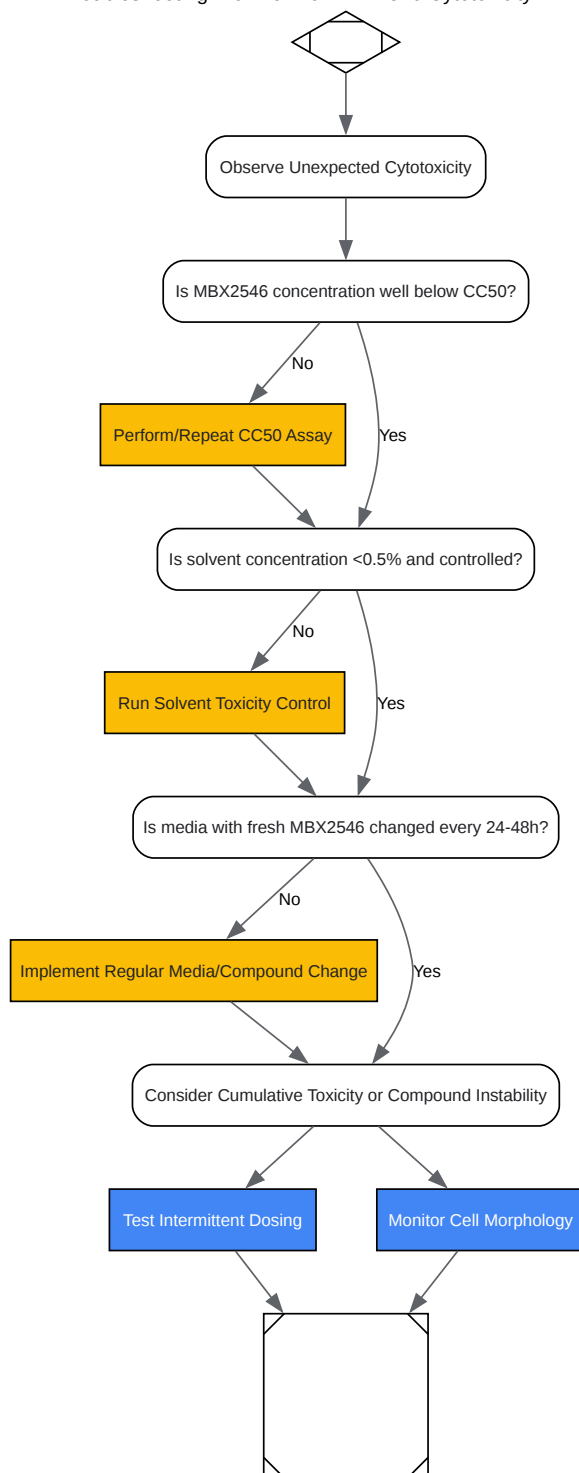 Observe Unexpected Cytotoxicity
Is MBX2546 concentration well below CC50?
No
Perform/Repeat CC50 Assay
Yes
Is solvent concentration <0.5% and controlled?
No
Run Solvent Toxicity Control
Yes
Is media with fresh MBX2546 changed every 24-48h?
No
Implement Regular Media/Compound Change
Yes
Consider Cumulative Toxicity or Compound Instability
Test Intermittent Dosing
Monitor Cell Morphology